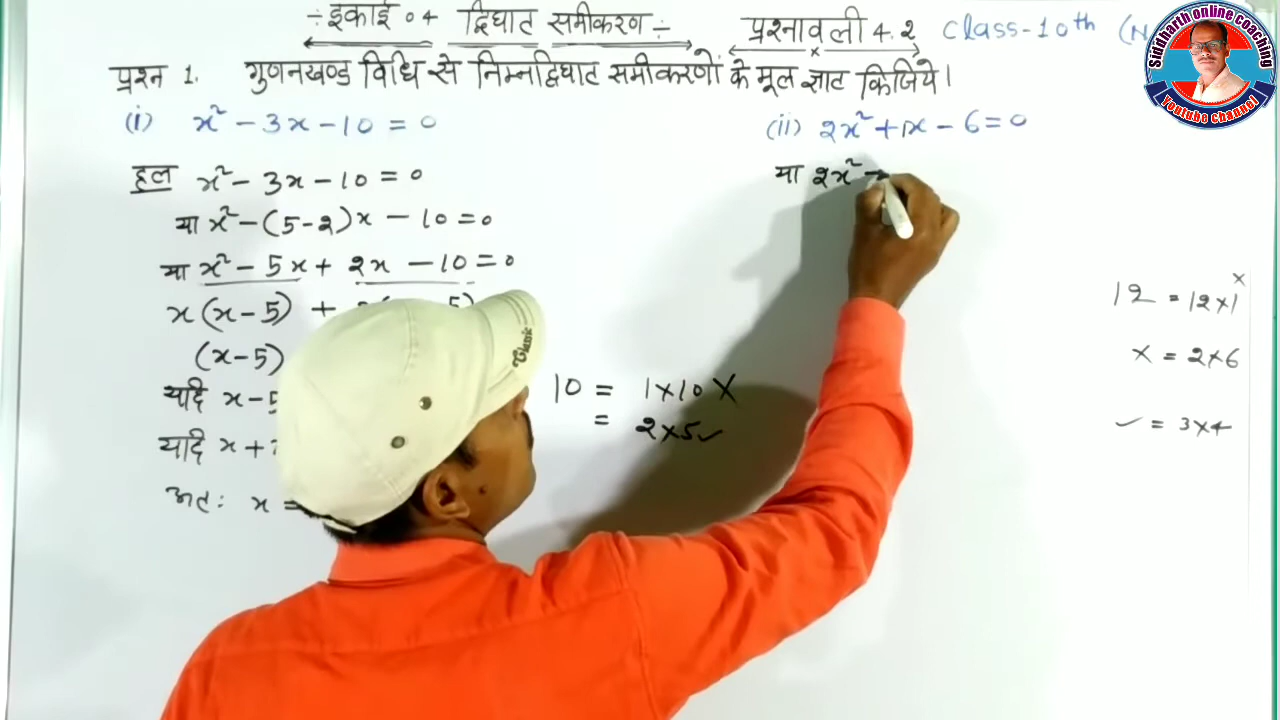 ÷ इकाई ०4 द्विघात समीकरण ÷ प्रश्नावली 4.2 Class-10th (N
प्रश्न 1. गुणनखण्ड विधि से निम्न द्विघात समीकरणों के मूल ज्ञात किजिये।
(i) x² - 3x - 10 = 0
(ii) 2x² + 1x - 6 = 0
हल x² - 3x - 10 = 0
या x² - (5-2)x - 10 = 0
या x² - 5x + 2x - 10 = 0
x(x-5) +
(x-5)
यदि x-5
यदि x+
अतः x =
10 = 1×10 X
= 2×5 ✓
या 2x²
12 = 12×1 x
x = 2×6
✓ = 3×4
Siddharth online coaching
Youtube channel
Classic